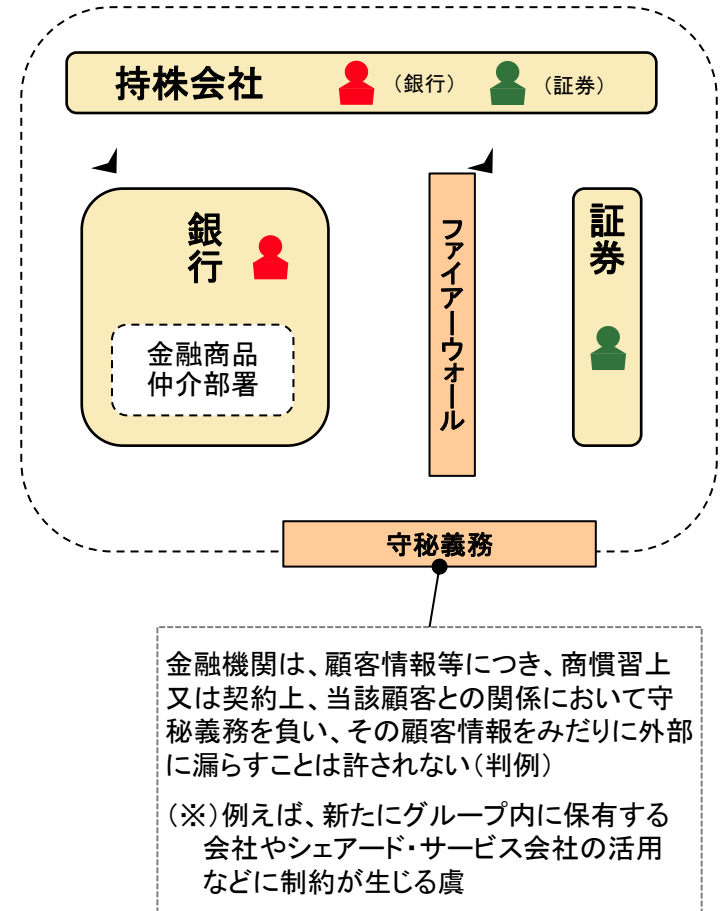 持株会社
（銀行）
（証券）
銀行
証券
ファイアーウォール
金融商品
仲介部署
守秘義務
金融機関は、顧客情報等につき、商慣習上
又は契約上、当該顧客との関係において守
秘義務を負い、その顧客情報をみだりに外部
に漏らすことは許されない（判例）
（※）例えば、新たにグループ内に保有する
会社やシェアード・サービス会社の活用
などに制約が生じる虞